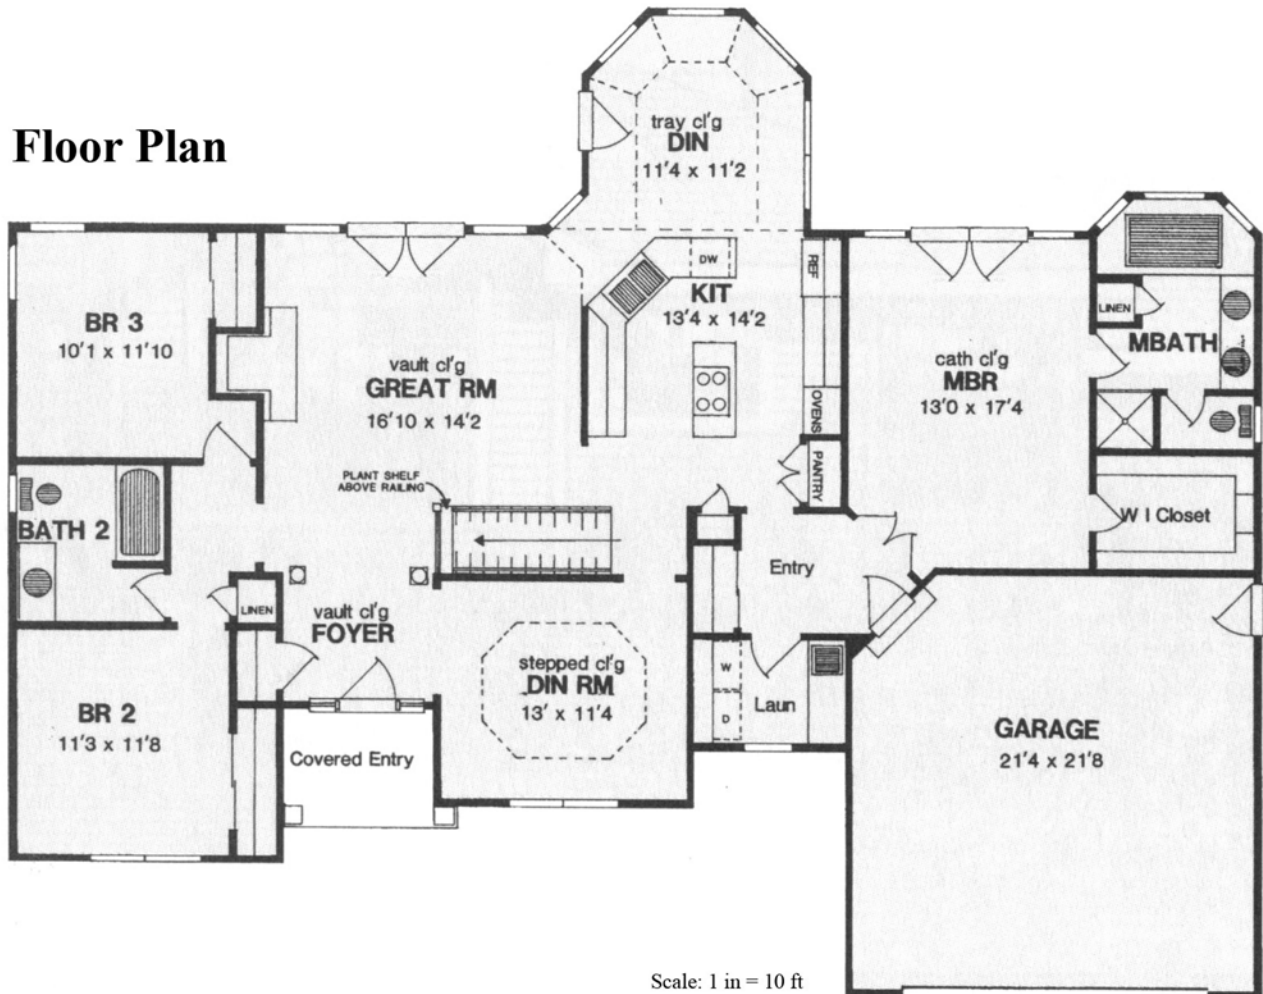 Floor Plan
tray cl'g
DIN
11'4 x 11'2
BR 3
10'1 x 11'10
vault cl'g
GREAT RM
16'10 x 14'2
DW
KIT
13'4 x 14'2
REF
OVENS
PANTRY
cath cl'g
MBR
13'0 x 17'4
LINEN
MBATH
W I Closet
PLANT SHELF
ABOVE RAILING
BATH 2
LINEN
vault cl'g
FOYER
Entry
stepped cl'g
DIN RM
13' x 11'4
W
D
Laun
BR 2
11'3 x 11'8
Covered Entry
GARAGE
21'4 x 21'8
Scale: 1 in = 10 ft